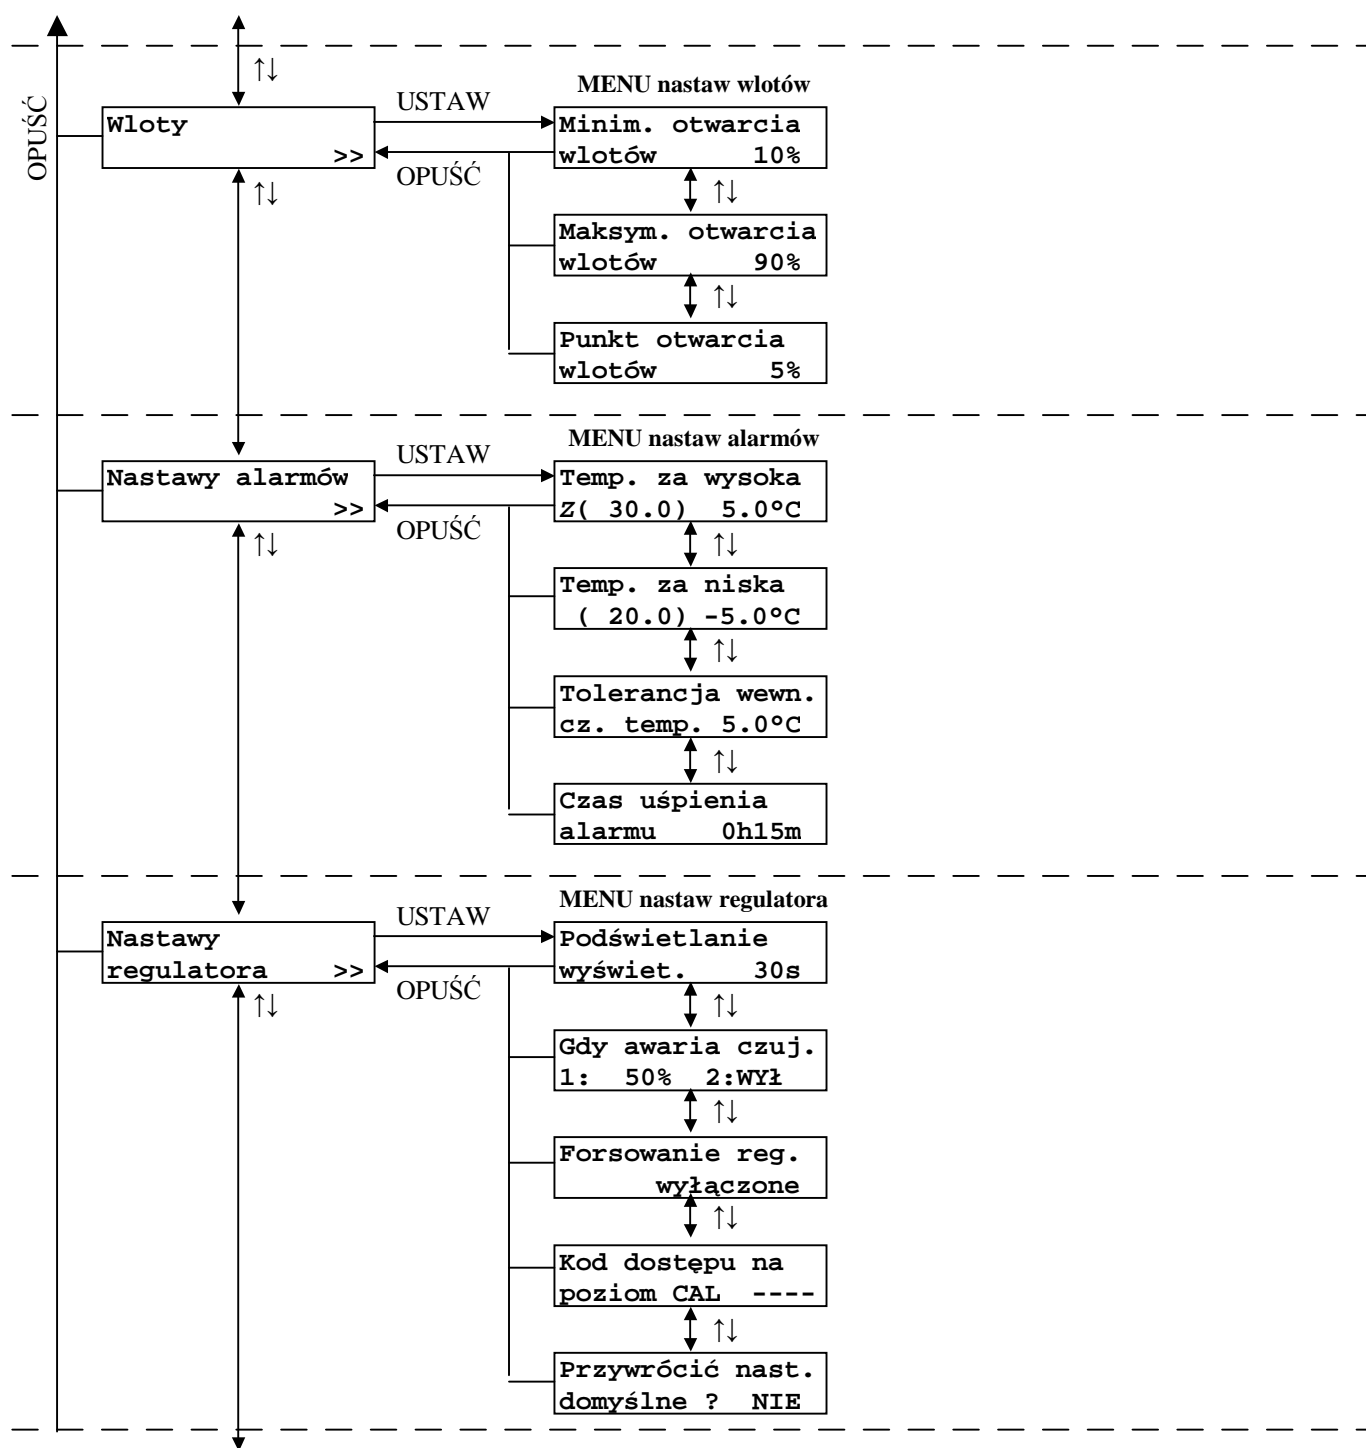 ↑↓
OPUŚĆ
MENU nastaw wlotów
Wloty
>>
USTAW
OPUŚĆ
Minim. otwarcia
wlotów 10%
↑↓
↑↓
Maksym. otwarcia
wlotów 90%
↑↓
Punkt otwarcia
wlotów 5%
MENU nastaw alarmów
Nastawy alarmów
>>
USTAW
OPUŚĆ
Temp. za wysoka
Z( 30.0) 5.0°C
↑↓
↑↓
Temp. za niska
( 20.0) -5.0°C
↑↓
Tolerancja wewn.
cz. temp. 5.0°C
↑↓
Czas uśpienia
alarmu 0h15m
MENU nastaw regulatora
Nastawy
regulatora >>
USTAW
OPUŚĆ
Podświetlanie
wyświet. 30s
↑↓
↑↓
Gdy awaria czuj.
1: 50% 2:WYŁ
↑↓
Forsowanie reg.
wyłączone
↑↓
Kod dostępu na
poziom CAL ----
↑↓
Przywrócić nast.
domyślne ? NIE